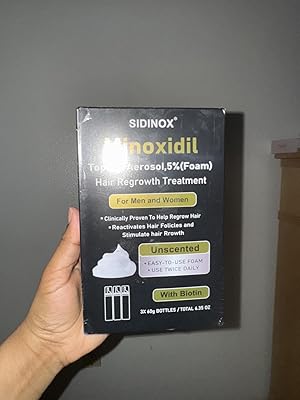 SIDINOX®
Minoxidil
Topical Aerosol,5%(Foam)
Hair Regrowth Treatment
For Men and Women
• Clinically Proven To Help Regrow Hair
• Reactivates Hair Folicies and
Stimulate hair Rrowth
Unscented
• EASY-TO-USE FOAM
• USE TWICE DAILY
With Biotin
3X 60g BOTTLES / TOTAL 6.35 OZ